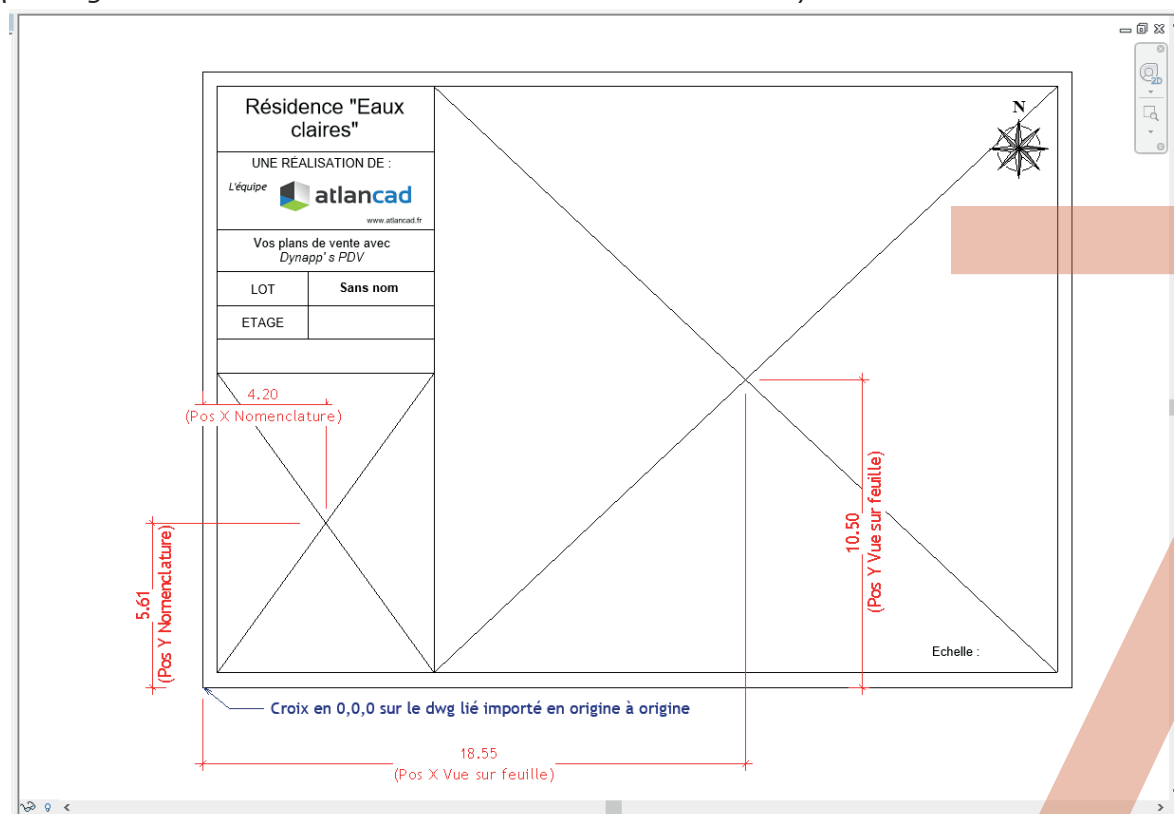 Résidence "Eaux
claires"
UNE RÉALISATION DE :
L'équipe
atlancad
www.atlancad.fr
Vos plans de vente avec
Dynapp' s PDV
LOT
Sans nom
ETAGE
4.20
(Pos X Nomenclature)
5.61
(Pos Y Nomenclature)
N
2D
10.50
(Pos Y Vue sur feuille)
Echelle :
Croix en 0,0,0 sur le dwg lié importé en origine à origine
18.55
(Pos X Vue sur feuille)